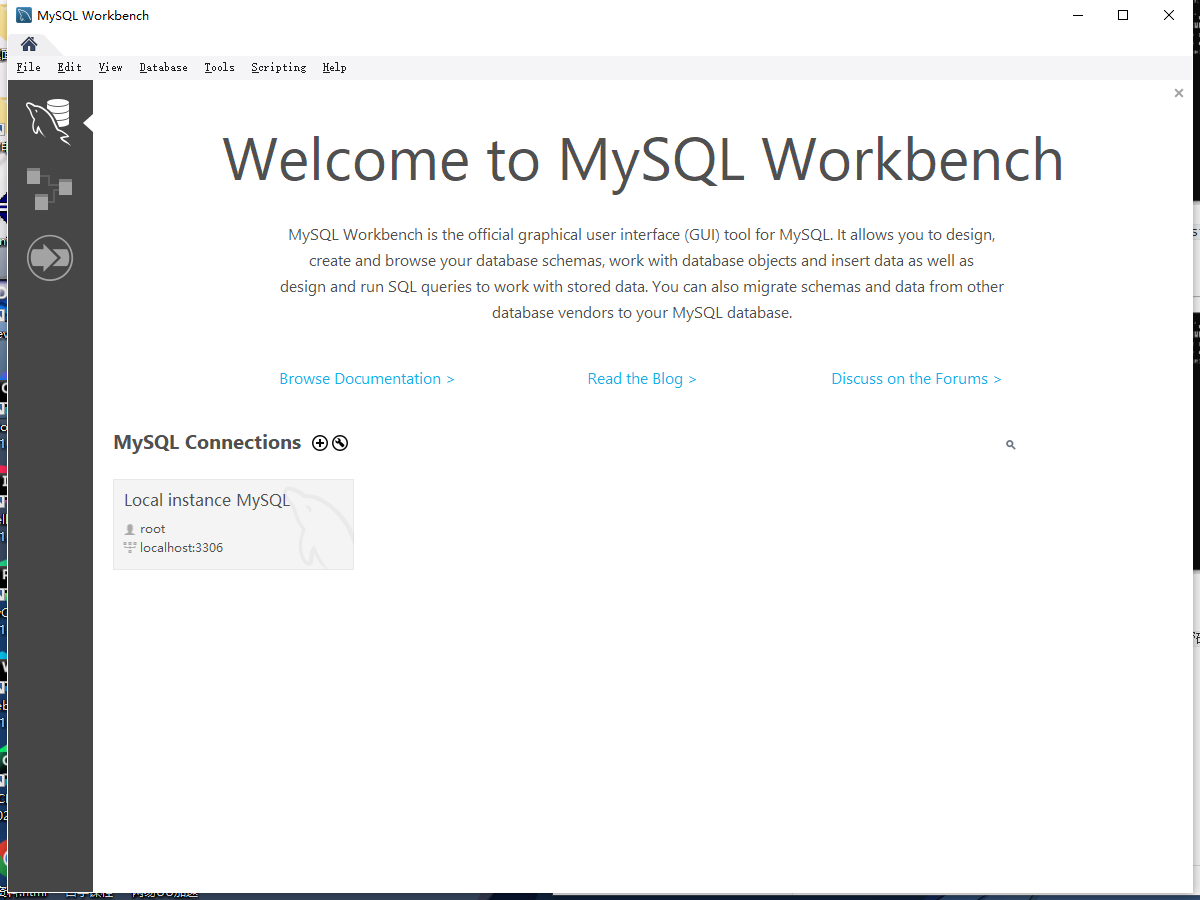 MySQL Workbench
File Edit View Database Tools Scripting Help
Welcome to MySQL Workbench
MySQL Workbench is the official graphical user interface (GUI) tool for MySQL. It allows you to design,
create and browse your database schemas, work with database objects and insert data as well as
design and run SQL queries to work with stored data. You can also migrate schemas and data from other
database vendors to your MySQL database.
Browse Documentation > Read the Blog > Discuss on the Forums >
MySQL Connections
Local instance MySQL
root
localhost:3306